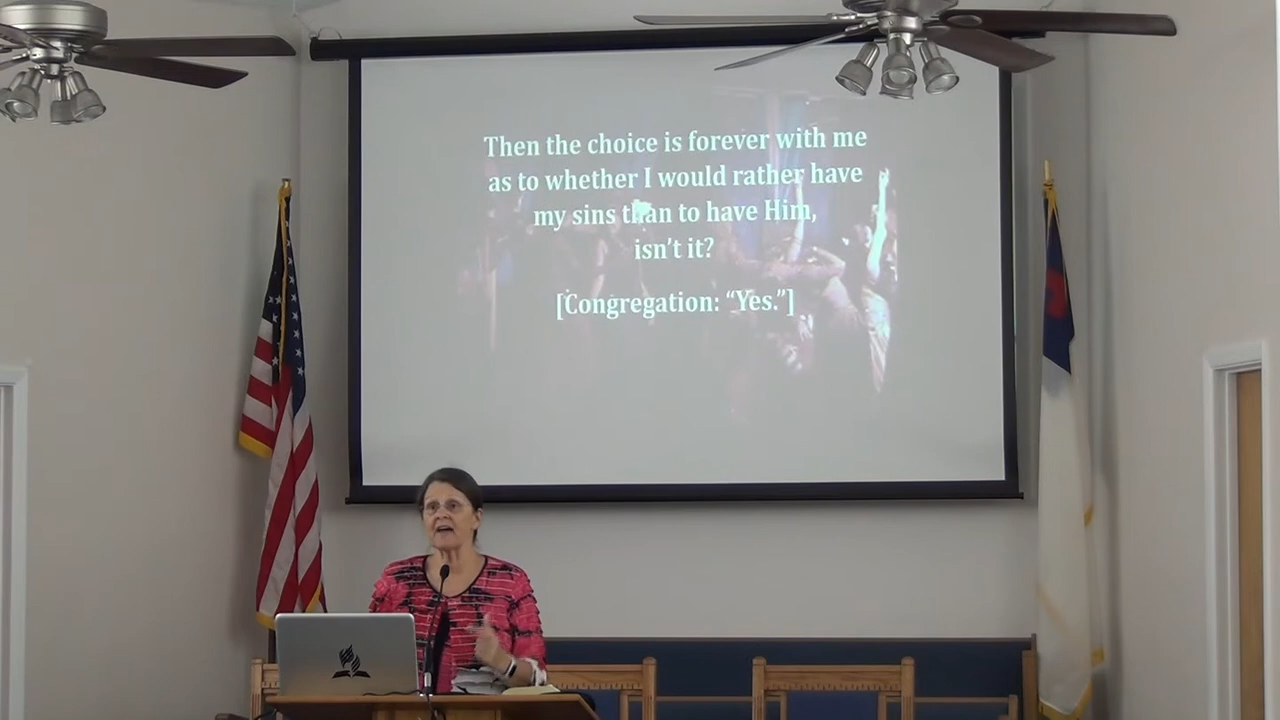 Then the choice is forever with me
as to whether I would rather have
my sins than to have Him,
isn't it?
[Congregation: “Yes.”]